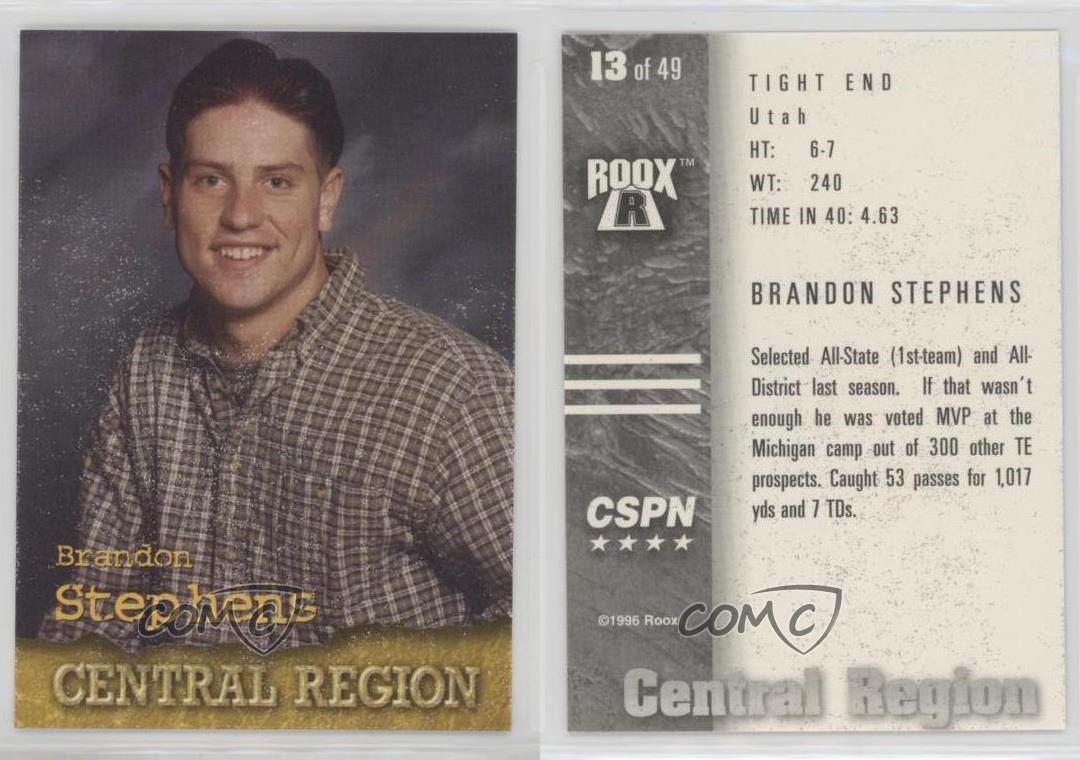 Brandon
Stephens
COMC
CENTRAL REGION
13 of 49
ROOX™
R
CSPN
©1996 Roox
TIGHT END
Utah
HT: 6-7
WT: 240
TIME IN 40: 4.63
BRANDON STEPHENS
Selected All-State (1st-team) and All-
District last season. If that wasn't
enough he was voted MVP at the
Michigan camp out of 300 other TE
prospects. Caught 53 passes for 1,017
yds and 7 TDs.
COMC
Central Region